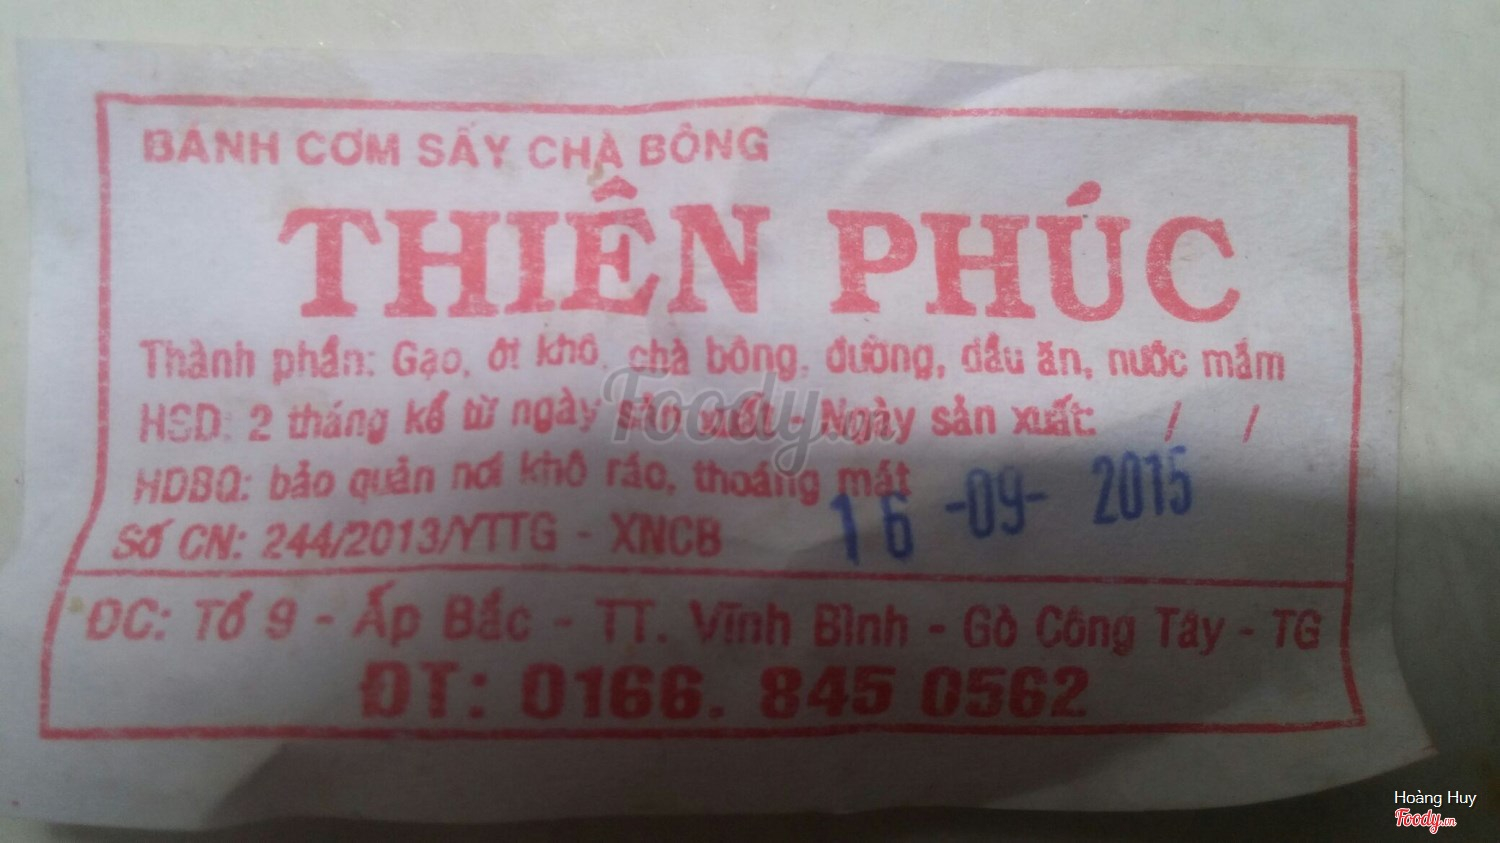 BÁNH CƠM SẤY CHÀ BÔNG
THIÊN PHÚC
Thành phần: Gạo, ớt khô, chà bông, đường, dầu ăn, nước mắm
HSD: 2 tháng kể từ ngày sản xuất - Ngày sản xuất: / /
HDBQ: bảo quản nơi khô ráo, thoáng mát
16 -09- 2015
Số CN: 244/2013/YTTG - XNCB
ĐC: Tổ 9 - Ấp Bắc - TT. Vĩnh Bình - Gò Công Tây - TG
ĐT: 0166. 845 0562
Foody.vn
Hoàng Huy
Foody.vn